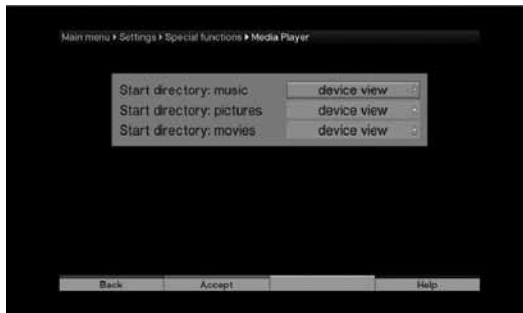 Main menu ▸ Settings ▸ Special functions ▸ Media Player
Start directory: music device view
Start directory: pictures device view
Start directory: movies device view
Back Accept Help